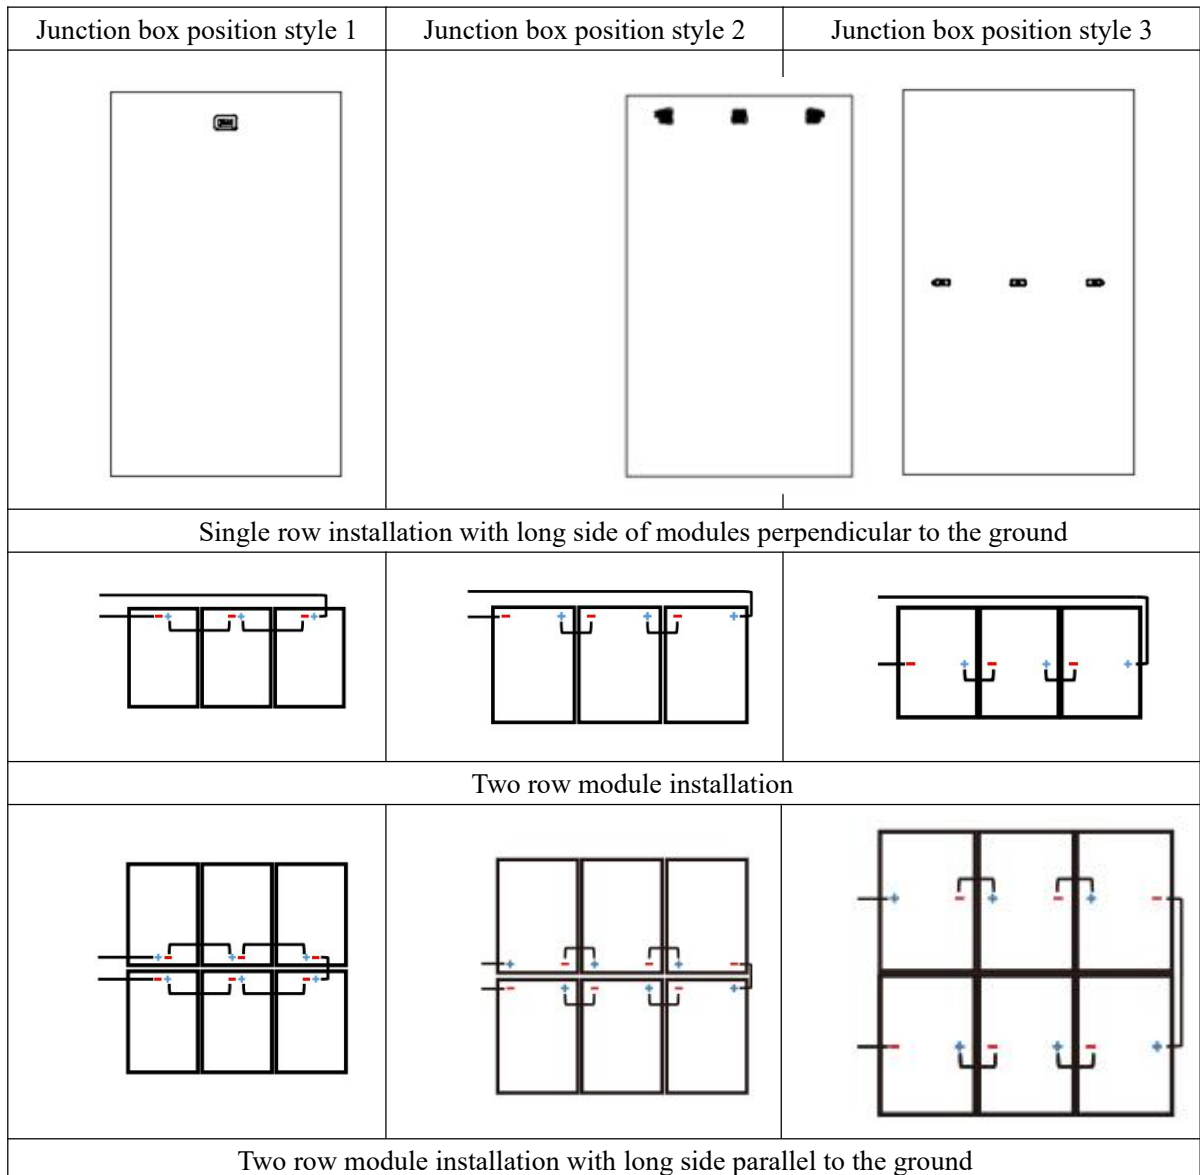 Junction box position style 1
Junction box position style 2
Junction box position style 3
Single row installation with long side of modules perpendicular to the ground
- + - + - +
- + - + - +
- + - + - +
Two row module installation
+ - + - + -
- + - + - +
+ - + - + -
- + - + - +
+ - + - + -
- + - + - +
Two row module installation with long side parallel to the ground